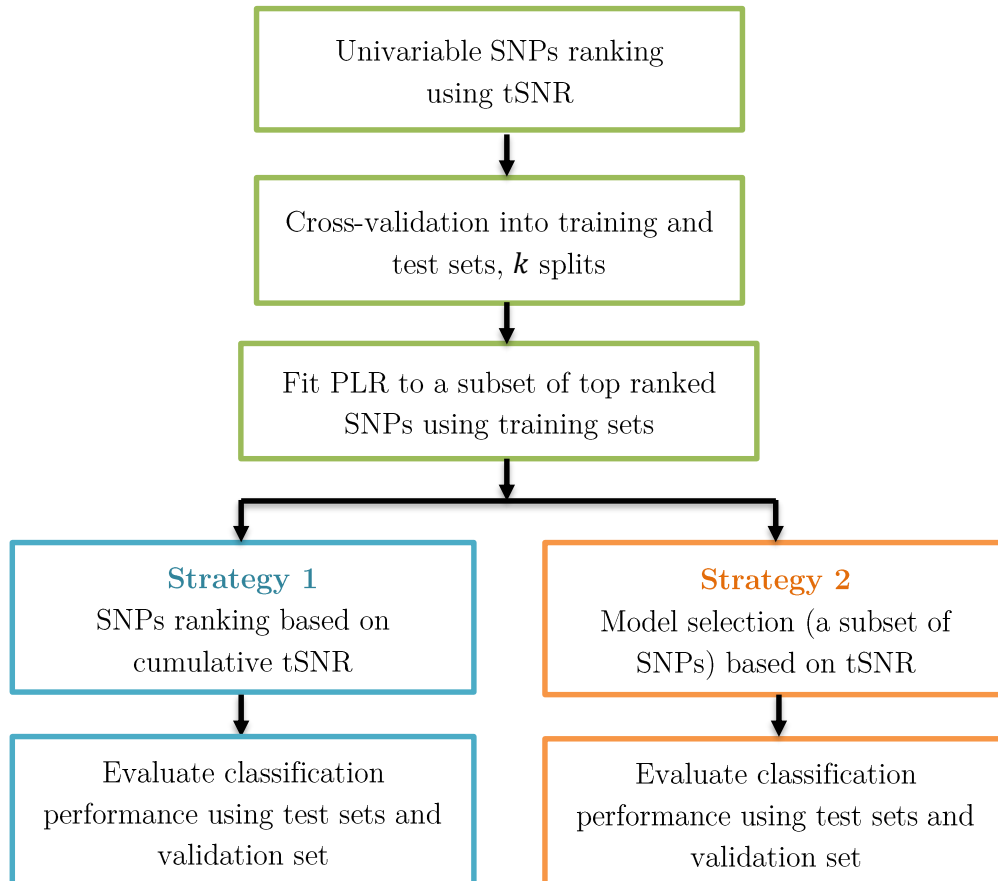 Univariable SNPs ranking
using tSNR
Cross-validation into training and
test sets, k splits
Fit PLR to a subset of top ranked
SNPs using training sets
Strategy 1
SNPs ranking based on
cumulative tSNR
Strategy 2
Model selection (a subset of
SNPs) based on tSNR
Evaluate classification
performance using test sets and
validation set
Evaluate classification
performance using test sets and
validation set